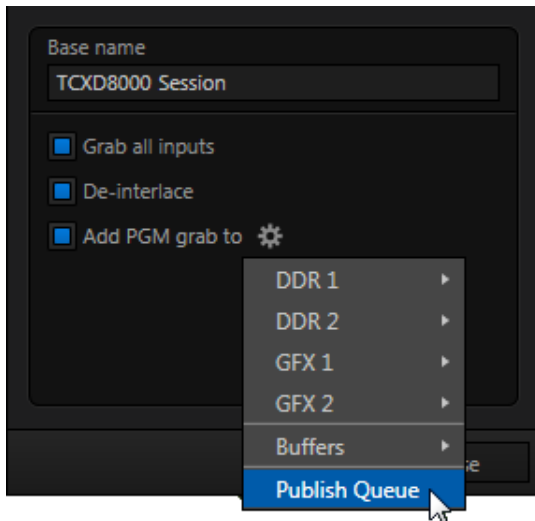 Base name
TCXD8000 Session
Grab all inputs
De-interlace
Add PGM grab to
DDR 1
DDR 2
GFX 1
GFX 2
Buffers
Publish Queue